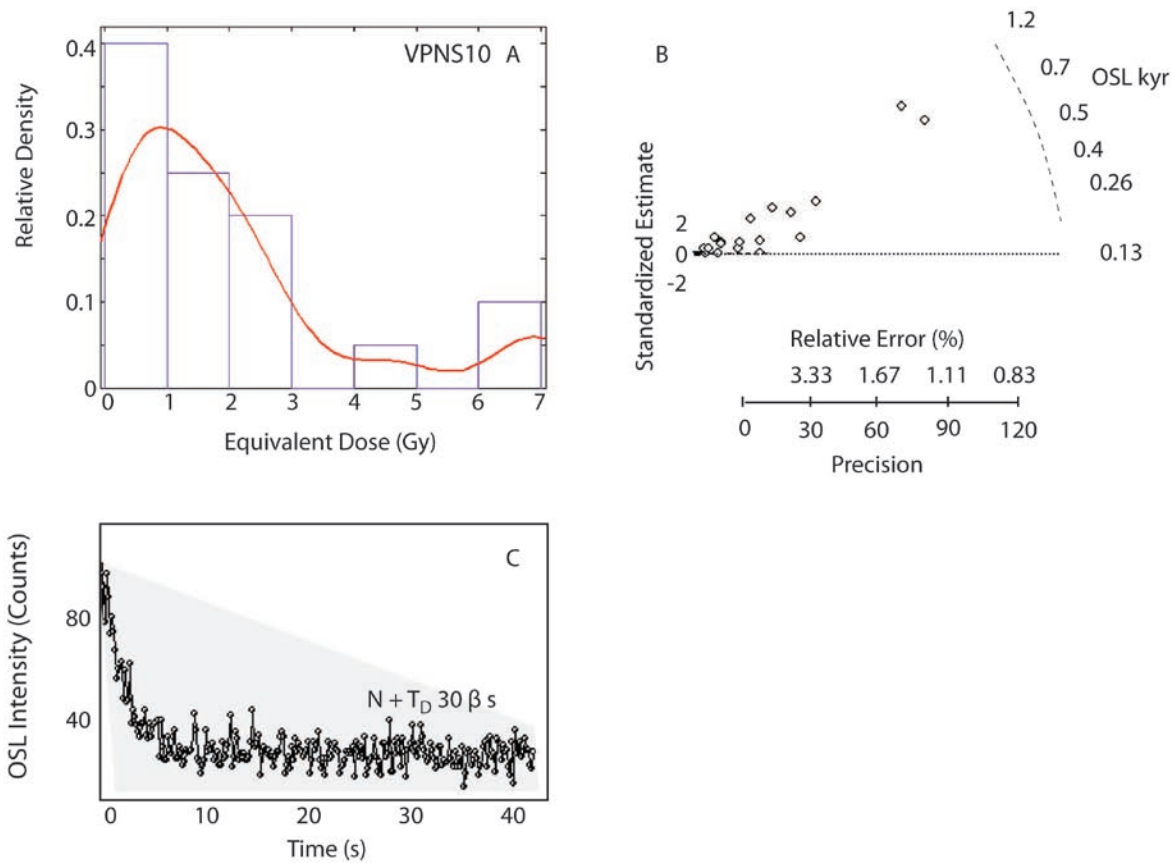 VPNS10 A
Relative Density
0.4
0.3
0.2
0.1
0
0 1 2 3 4 5 6 7
Equivalent Dose (Gy)
B
1.2
0.7
OSL kyr
0.5
0.4
0.26
0.13
Standardized Estimate
2
0
-2
Relative Error (%)
3.33 1.67 1.11 0.83
0 30 60 90 120
Precision
C
OSL Intensity (Counts)
80
40
N + TD 30 β s
0 10 20 30 40
Time (s)